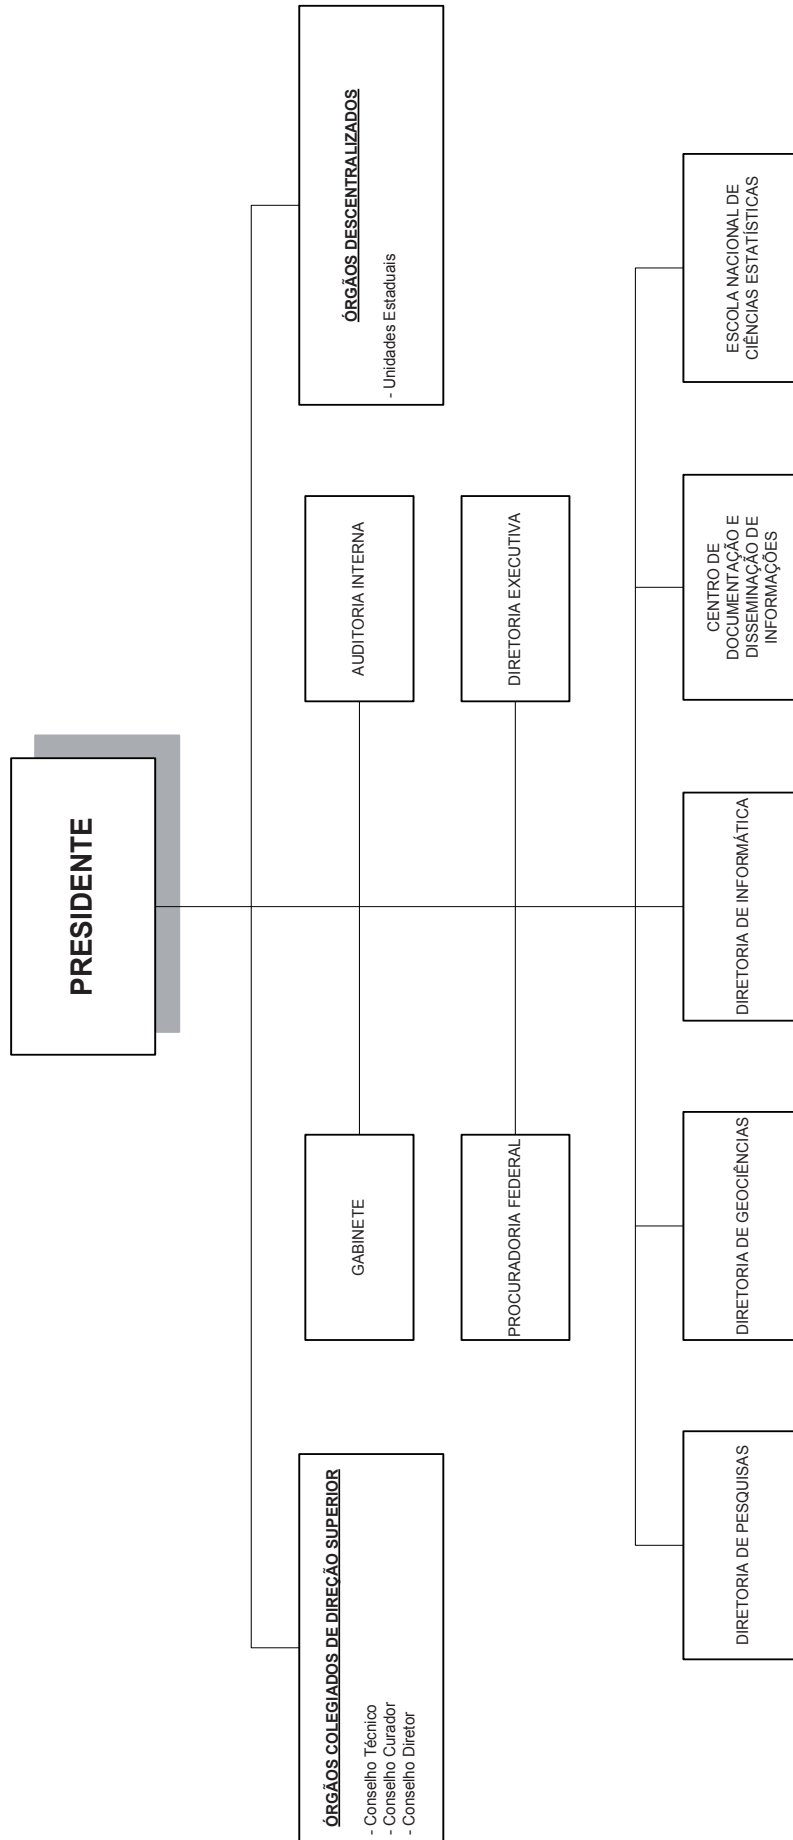 PRESIDENTE
ÓRGÃOS COLEGIADOS DE DIREÇÃO SUPERIOR
- Conselho Técnico
- Conselho Curador
- Conselho Diretor
GABINETE
AUDITORIA INTERNA
ÓRGÃOS DESCENTRALIZADOS
- Unidades Estaduais
PROCURADORIA FEDERAL
DIRETORIA EXECUTIVA
DIRETORIA DE PESQUISAS
DIRETORIA DE GEOCIÊNCIAS
DIRETORIA DE INFORMÁTICA
CENTRO DE
DOCUMENTAÇÃO E
DISSEMINAÇÃO DE
INFORMAÇÕES
ESCOLA NACIONAL DE
CIÊNCIAS ESTATÍSTICAS